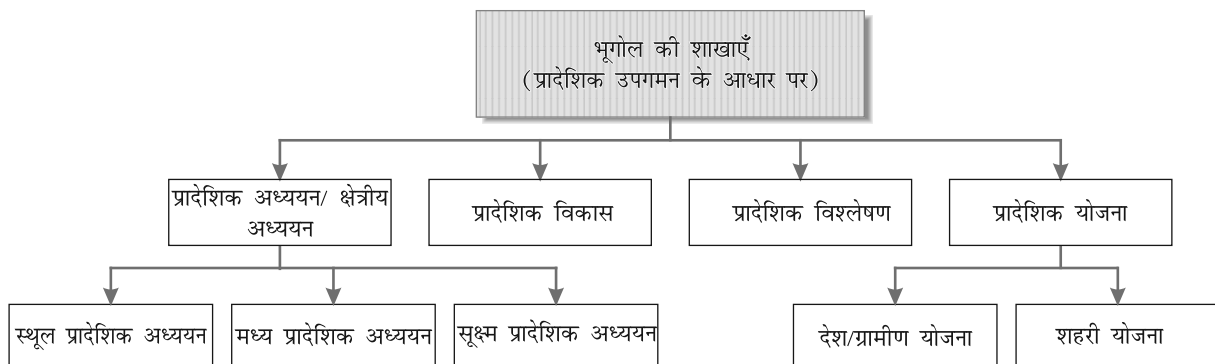 भूगोल की शाखाएँ
(प्रादेशिक उपगमन के आधार पर)
प्रादेशिक अध्ययन/ क्षेत्रीय
अध्ययन
प्रादेशिक विकास
प्रादेशिक विश्लेषण
प्रादेशिक योजना
स्थूल प्रादेशिक अध्ययन
मध्य प्रादेशिक अध्ययन
सूक्ष्म प्रादेशिक अध्ययन
देश/ग्रामीण योजना
शहरी योजना